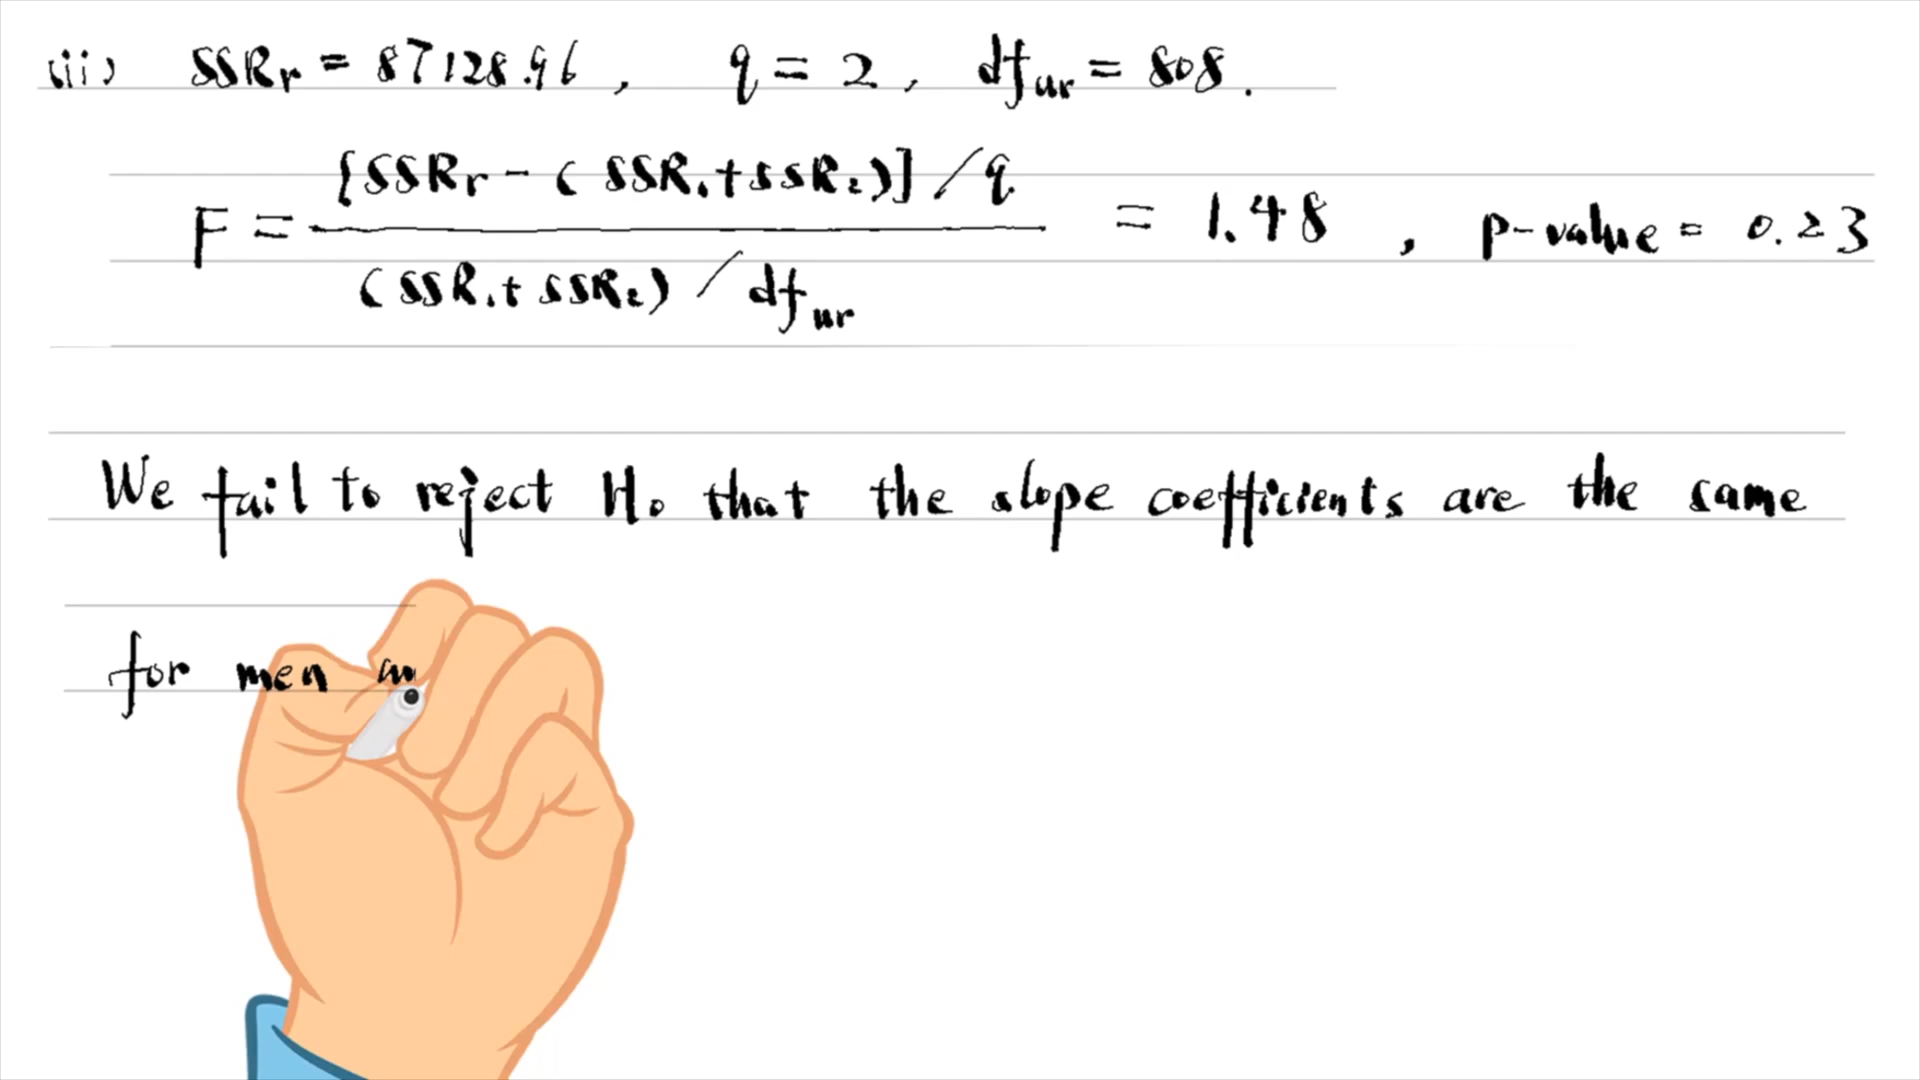 (ii) SSRr = 87128.96 , q = 2 , dfur = 808 .
[SSRr - ( SSR1 + SSR2)] / q
F = = 1.48 , p-value = 0.23
(SSR1 + SSR2) / dfur
We fail to reject H0 that the slope coefficients are the same
for men